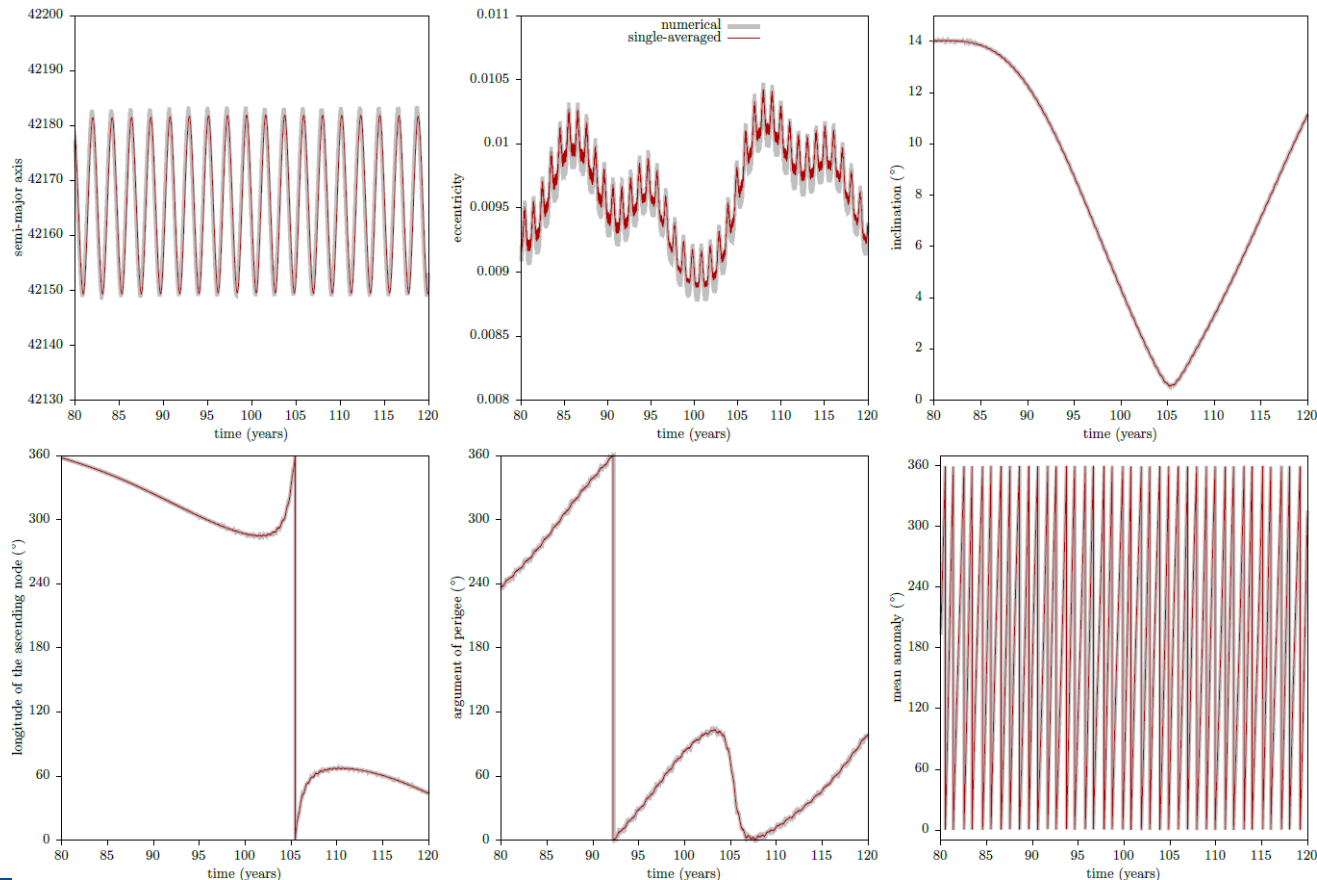 42200
42190
42180
42170
42160
42150
42140
42130
semi-major axis
80 85 90 95 100 105 110 115 120
time (years)
0.011
0.0105
0.01
0.0095
0.009
0.0085
0.008
eccentricity
numerical
single-averaged
80 85 90 95 100 105 110 115 120
time (years)
14
12
10
8
6
4
2
0
inclination (°)
80 85 90 95 100 105 110 115 120
time (years)
360
300
240
180
120
60
0
longitude of the ascending node (°)
80 85 90 95 100 105 110 115 120
time (years)
360
300
240
180
120
60
0
argument of perigee (°)
80 85 90 95 100 105 110 115 120
time (years)
360
300
240
180
120
60
0
mean anomaly (°)
80 85 90 95 100 105 110 115 120
time (years)